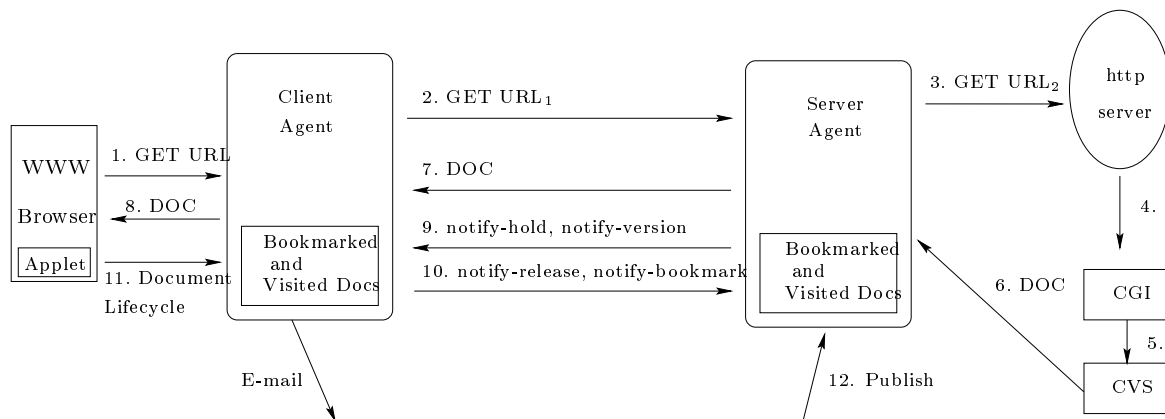 WWW
Browser
Applet
1. GET URL
8. DOC
11. Document
Lifecycle
Client
Agent
Bookmarked
and
Visited Docs
E-mail
2. GET URL₁
7. DOC
9. notify-hold, notify-version
10. notify-release, notify-bookmark
Server
Agent
Bookmarked
and
Visited Docs
12. Publish
3. GET URL₂
http
server
4.
CGI
5.
CVS
6. DOC